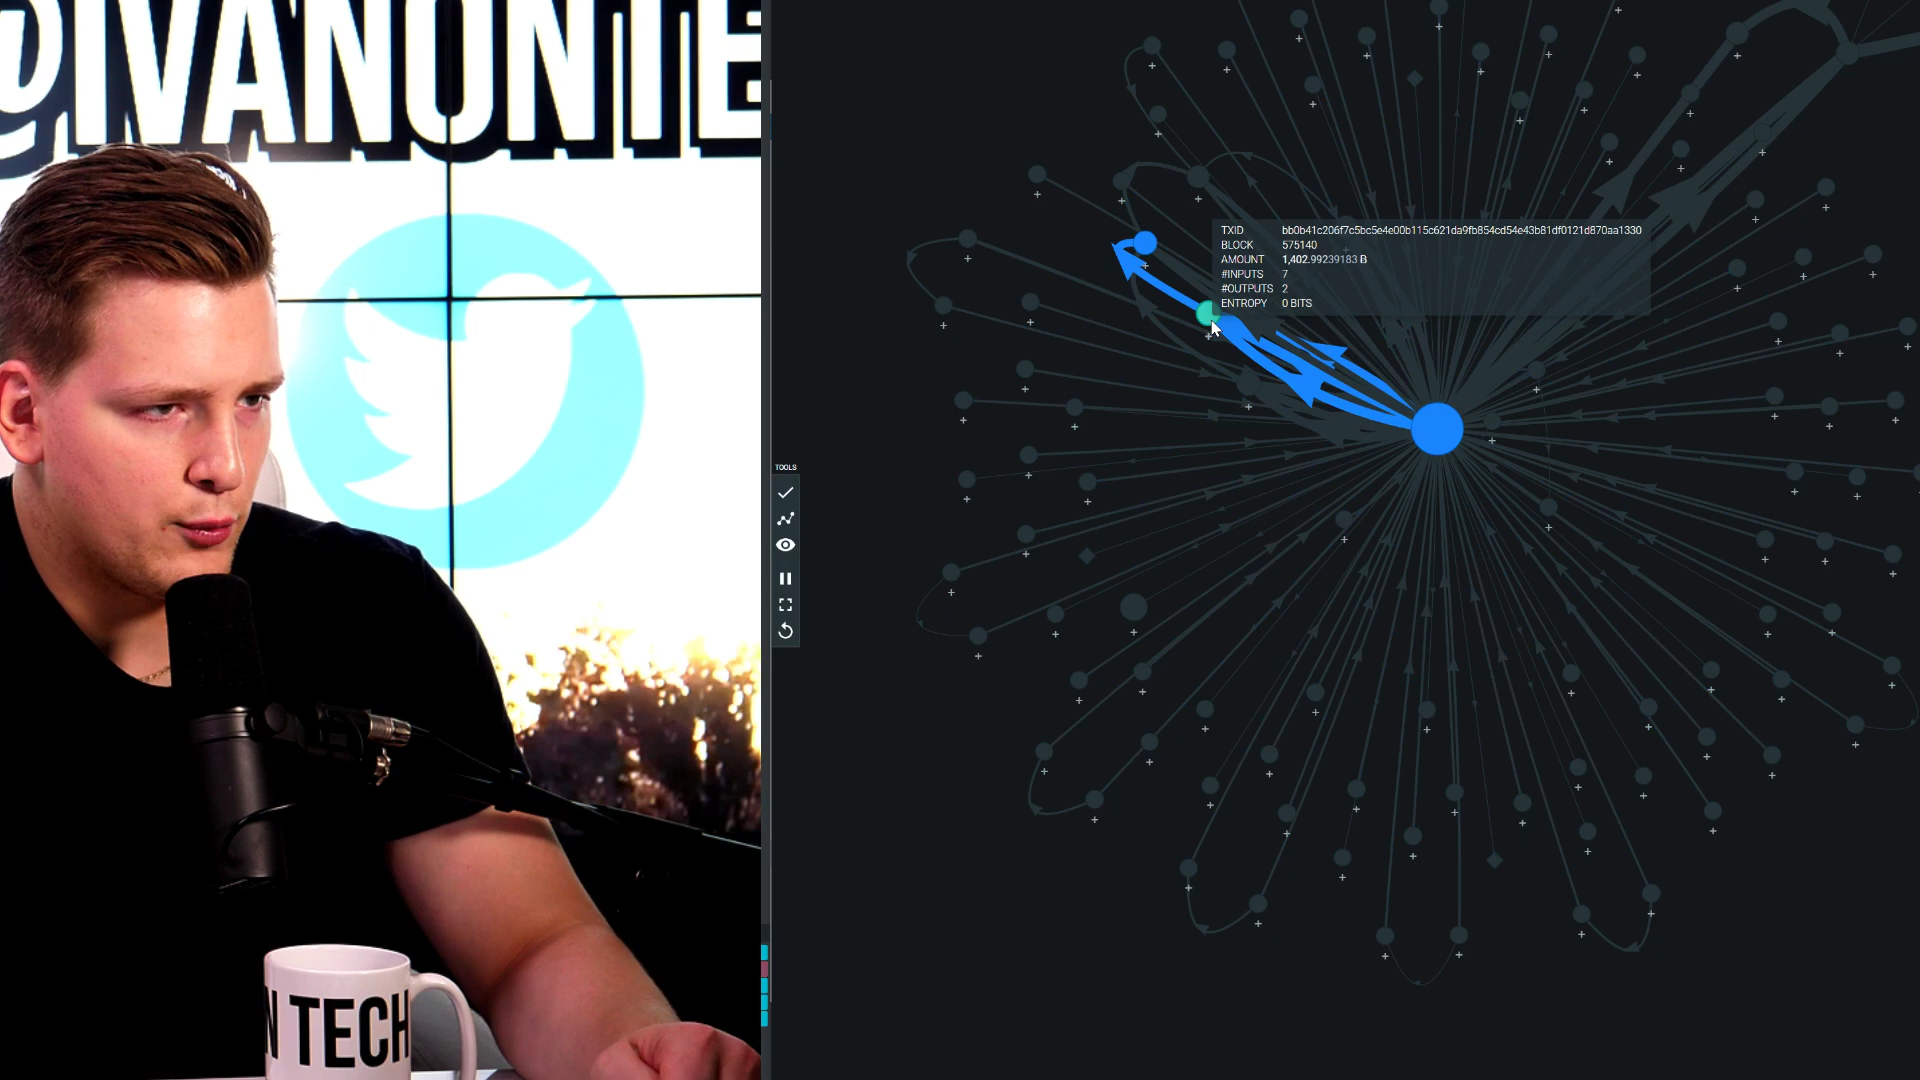 @IVANONTE
TXID bb0b41c206f7c5bc5e4e00b115c621da9fb854cd54e43b81df0121d870aa1330
BLOCK 575140
AMOUNT 1,402.99239183 B
#INPUTS 7
#OUTPUTS 2
ENTROPY 0 BITS
TOOLS
N TECH